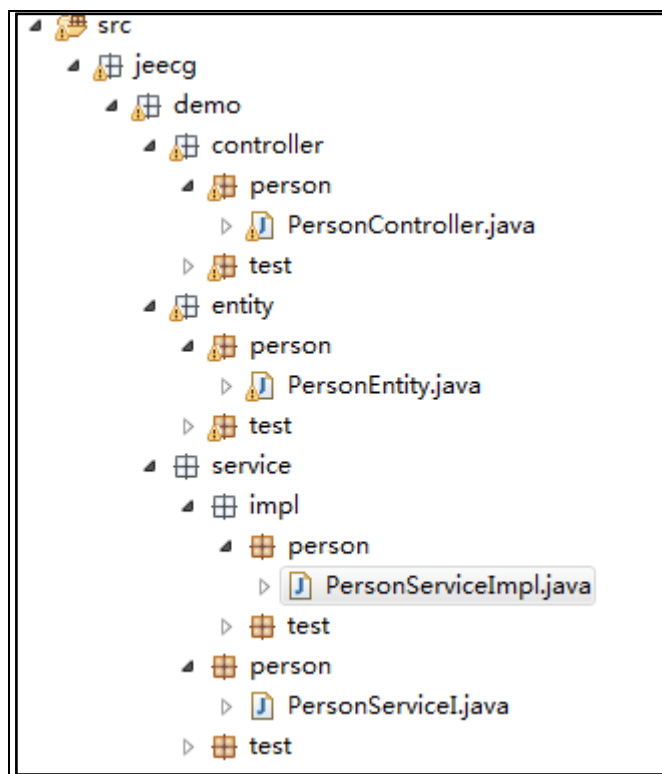 src
jeecg
demo
controller
person
PersonController.java
test
entity
person
PersonEntity.java
test
service
impl
person
PersonServiceImpl.java
test
person
PersonServiceI.java
test